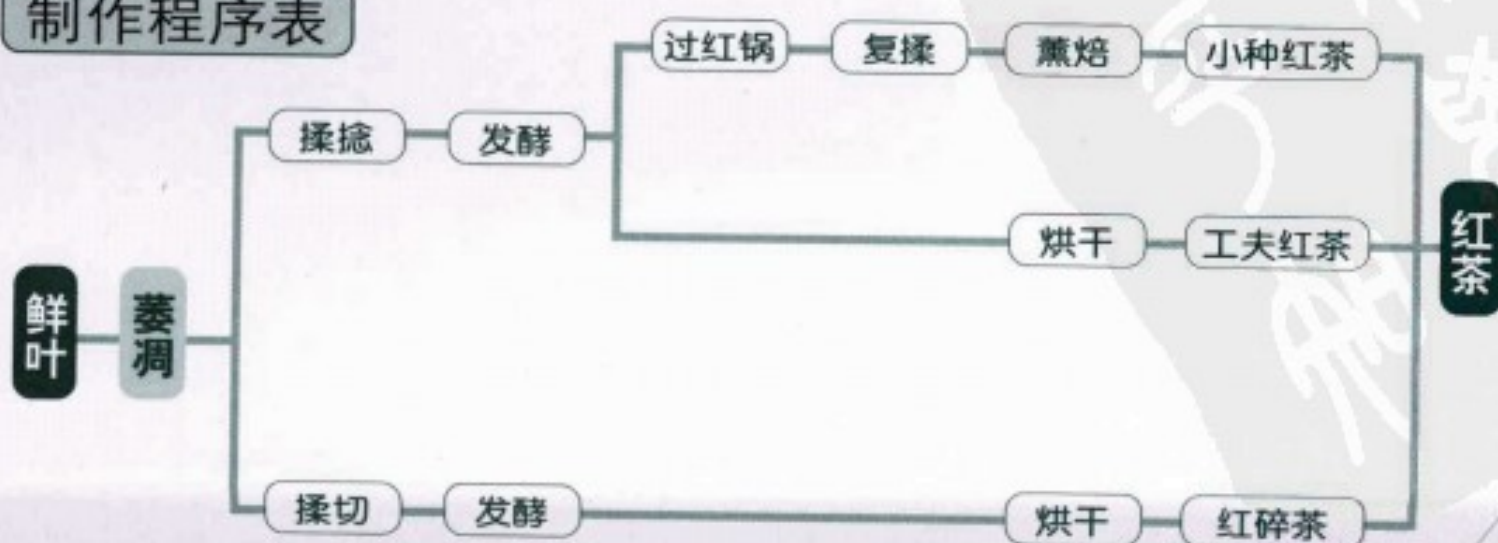 制作程序表
过红锅 复揉 薰焙 小种红茶
揉捻 发酵
烘干 工夫红茶
红茶
鲜叶
萎凋
揉切 发酵 烘干 红碎茶